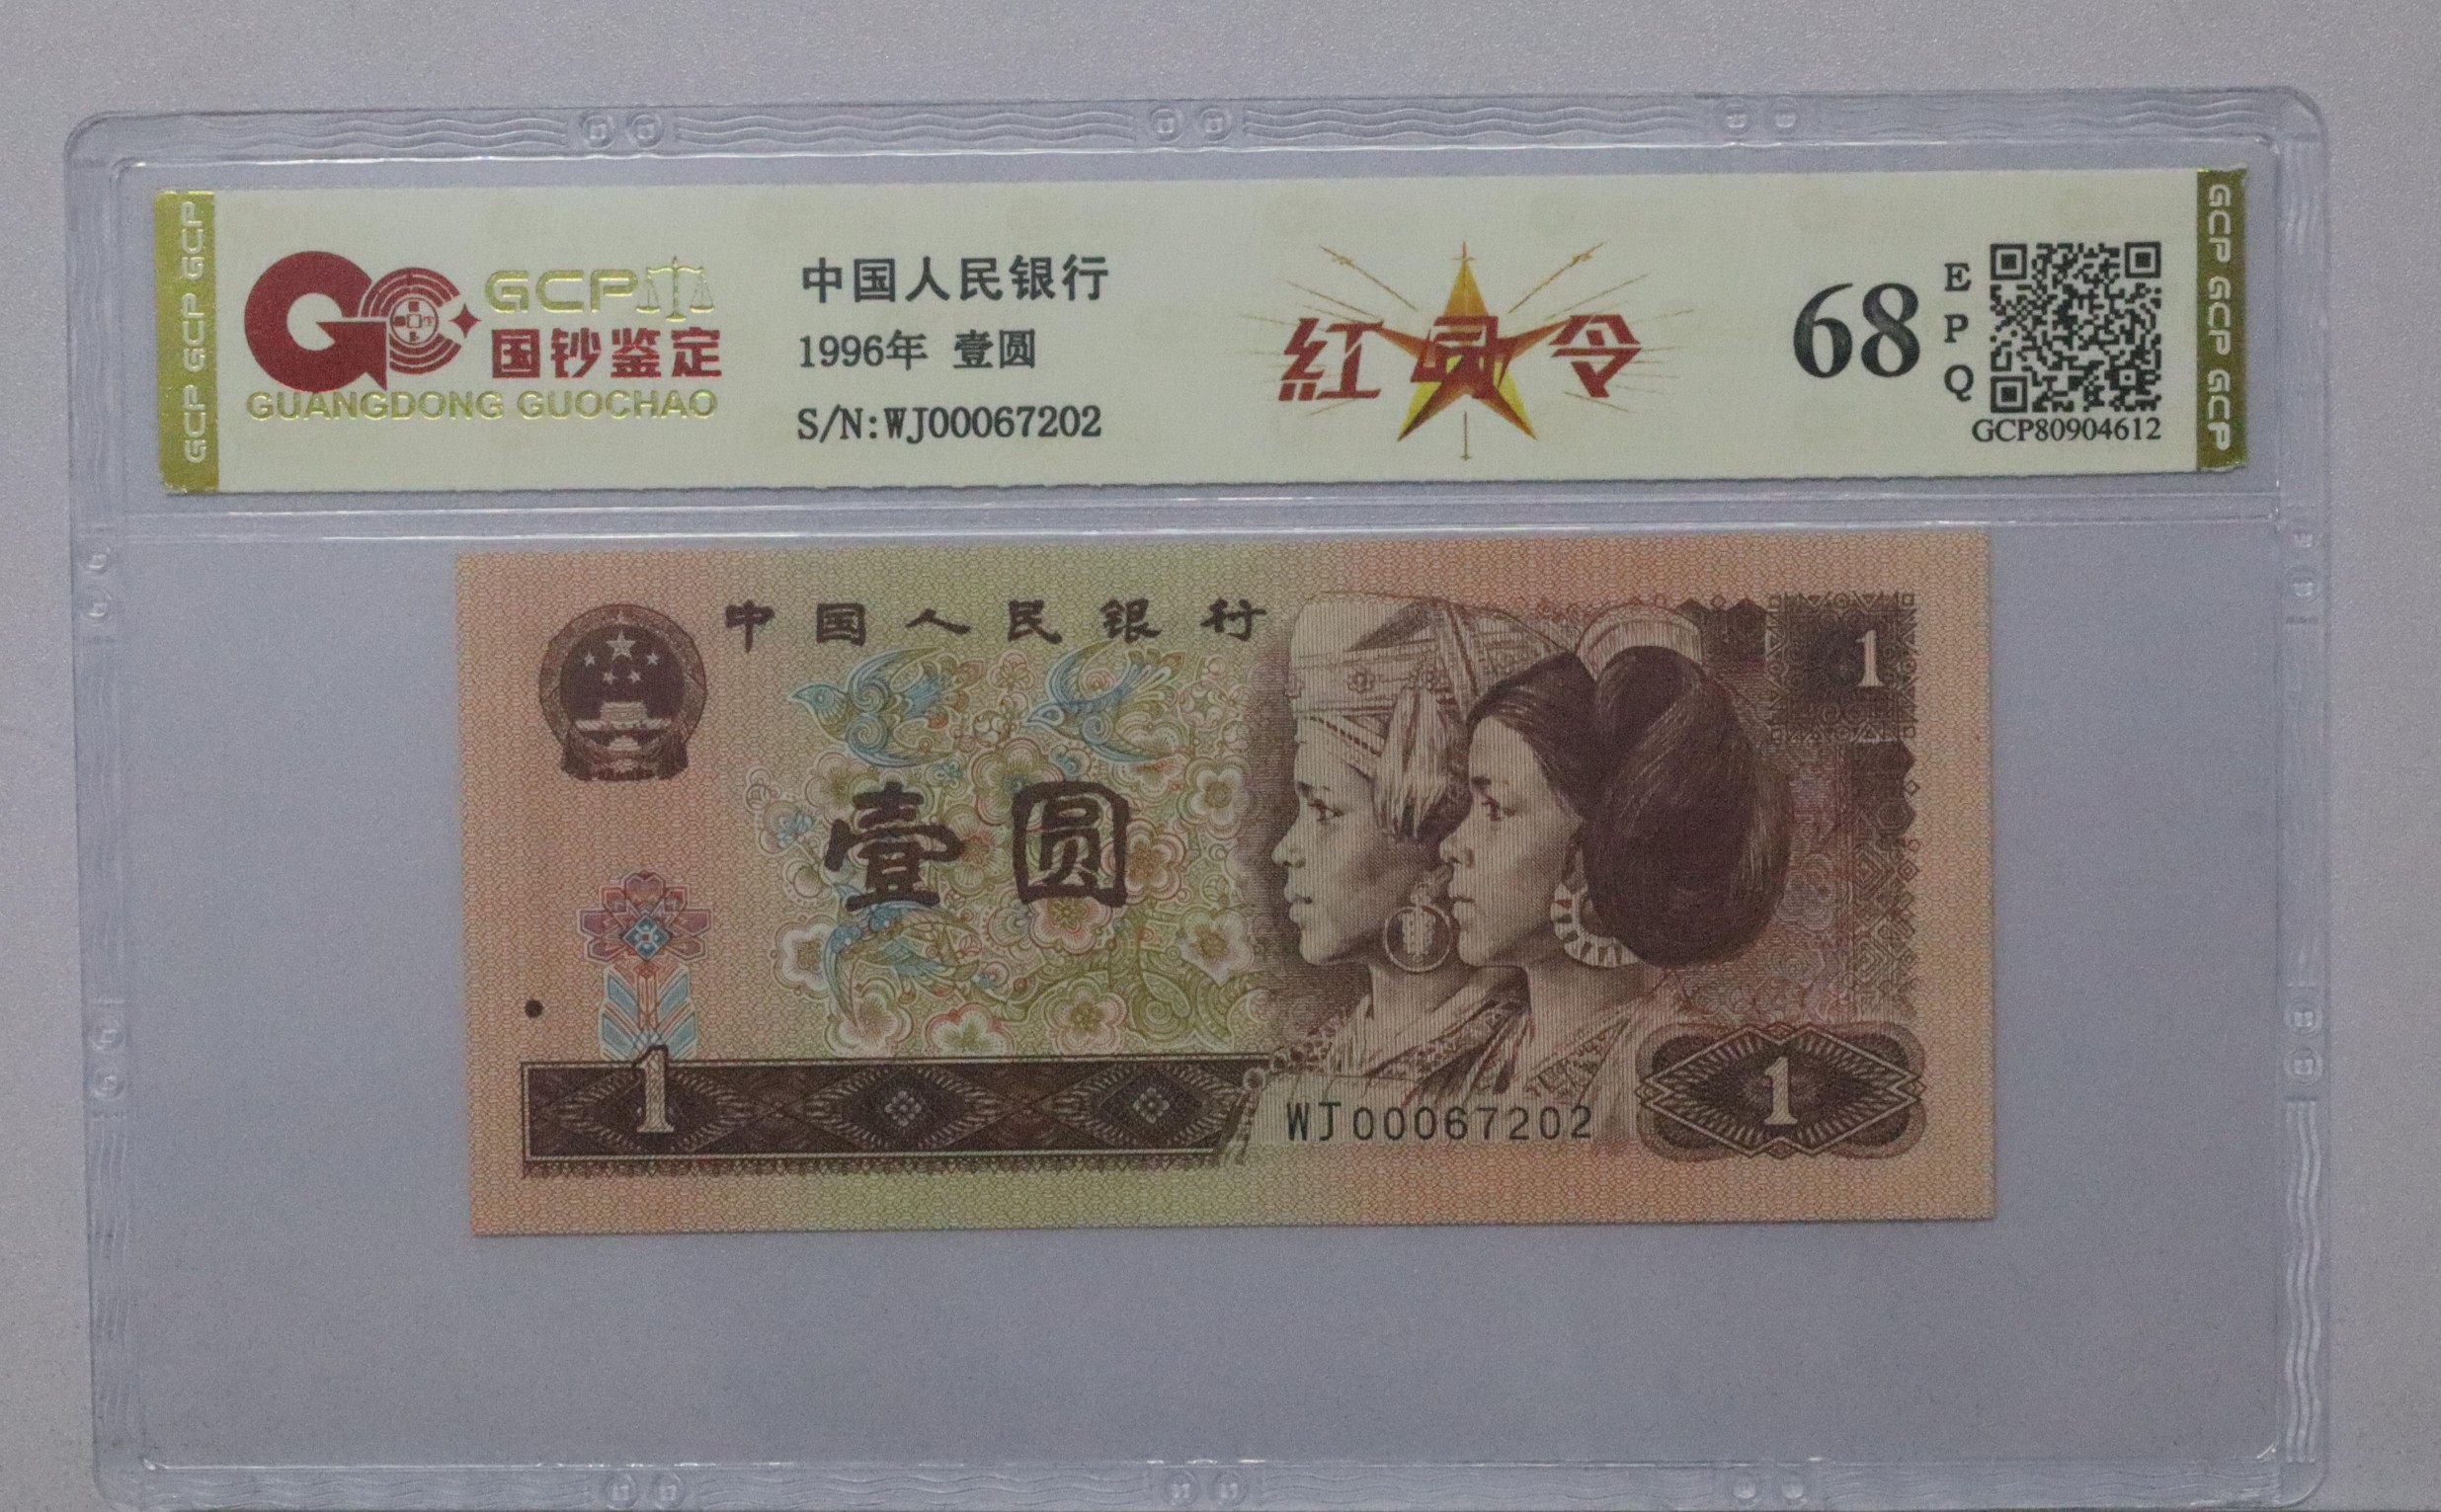 GCP GCP GCP
GCP
国钞鉴定
GUANGDONG GUOCHAO
中国人民银行
1996年 壹圆
S/N:WJ00067202
紅 令
68
E
P
Q
GCP80904612
GCP GCP GCP
中国人民银行
1
壹圆
1
WJ00067202
1